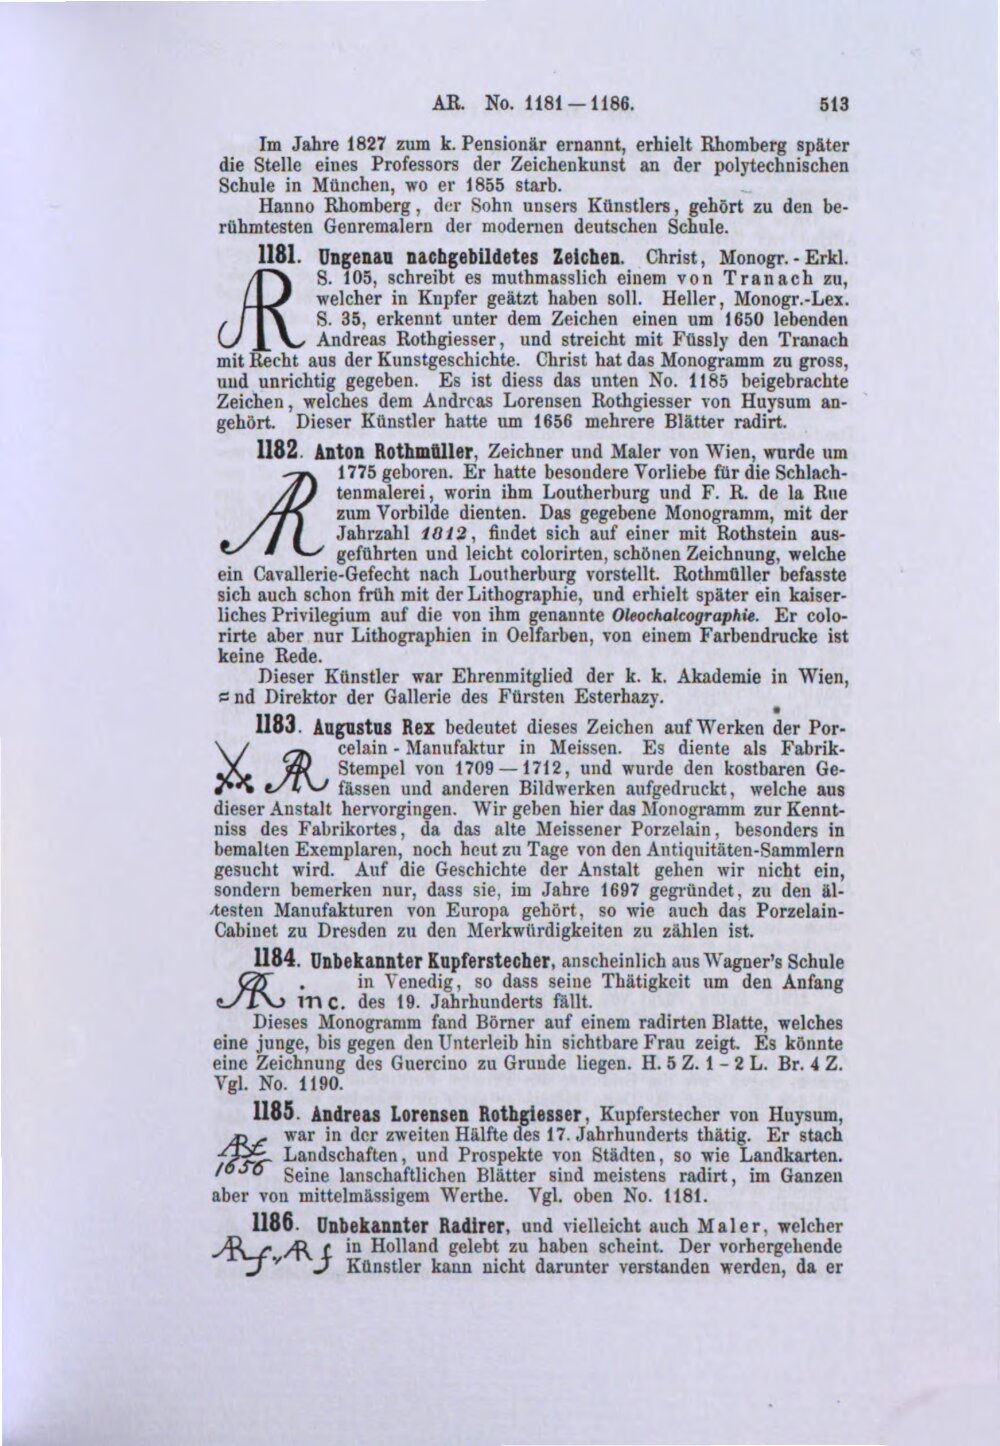 AR. No. 1181 — 1186. 513
Im Jahre 1827 zum k. Pensionär ernannt, erhielt Rhomberg später
die Stelle eines Professors der Zeichenkunst an der polytechnischen
Schule in München, wo er 1855 starb.
Hanno Rhomberg, der Sohn unsers Künstlers, gehört zu den be-
rühmtesten Genremalern der modernen deutschen Schule.
1181. Ungenau nachgebildetes Zeichen. Christ, Monogr.-Erkl.
S. 105, schreibt es muthmasslich einem von Tranach zu,
welcher in Kupfer geätzt haben soll. Heller, Monogr.-Lex.
S. 35, erkennt unter dem Zeichen einen um 1650 lebenden
AR Andreas Rothgiesser, und streicht mit Füssly den Tranach
mit Recht aus der Kunstgeschichte. Christ hat das Monogramm zu gross,
und unrichtig gegeben. Es ist diess das unten No. 1185 beigebrachte
Zeichen, welches dem Andreas Lorensen Rothgiesser von Huysum an-
gehört. Dieser Künstler hatte um 1656 mehrere Blätter radirt.
1182. Anton Rothmüller, Zeichner und Maler von Wien, wurde um
1775 geboren. Er hatte besondere Vorliebe für die Schlach-
tenmalerei, worin ihm Loutherburg und F. R. de la Rue
zum Vorbilde dienten. Das gegebene Monogramm, mit der
Jahrzahl 1812, findet sich auf einer mit Rothstein aus-
AR geführten und leicht colorirten, schönen Zeichnung, welche
ein Cavallerie-Gefecht nach Loutherburg vorstellt. Rothmüller befasste
sich auch schon früh mit der Lithographie, und erhielt später ein kaiser-
liches Privilegium auf die von ihm genannte Oleochalcographie. Er colo-
rirte aber nur Lithographien in Oelfarben, von einem Farbendrucke ist
keine Rede.
Dieser Künstler war Ehrenmitglied der k. k. Akademie in Wien,
und Direktor der Gallerie des Fürsten Esterhazy.
1183. Augustus Rex bedeutet dieses Zeichen auf Werken der Por-
celain-Manufaktur in Meissen. Es diente als Fabrik-
AR Stempel von 1709 — 1712, und wurde den kostbaren Ge-
fässen und anderen Bildwerken aufgedruckt, welche aus
dieser Anstalt hervorgingen. Wir geben hier das Monogramm zur Kennt-
niss des Fabrikortes, da das alte Meissener Porzelain, besonders in
bemalten Exemplaren, noch heut zu Tage von den Antiquitäten-Sammlern
gesucht wird. Auf die Geschichte der Anstalt gehen wir nicht ein,
sondern bemerken nur, dass sie, im Jahre 1697 gegründet, zu den äl-
testen Manufakturen von Europa gehört, so wie auch das Porzelain-
Cabinet zu Dresden zu den Merkwürdigkeiten zu zählen ist.
1184. Unbekannter Kupferstecher, anscheinlich aus Wagner's Schule
in Venedig, so dass seine Thätigkeit um den Anfang
AR inc. des 19. Jahrhunderts fällt.
Dieses Monogramm fand Börner auf einem radirten Blatte, welches
eine junge, bis gegen den Unterleib hin sichtbare Frau zeigt. Es könnte
eine Zeichnung des Guercino zu Grunde liegen. H. 5 Z. 1 - 2 L. Br. 4 Z.
Vgl. No. 1190.
1185. Andreas Lorensen Rothgiesser, Kupferstecher von Huysum,
war in der zweiten Hälfte des 17. Jahrhunderts thätig. Er stach
ARf Landschaften, und Prospekte von Städten, so wie Landkarten.
1656 Seine lanschaftlichen Blätter sind meistens radirt, im Ganzen
aber von mittelmässigem Werthe. Vgl. oben No. 1181.
1186. Unbekannter Radirer, und vielleicht auch Maler, welcher
AR f., AR f in Holland gelebt zu haben scheint. Der vorhergehende
Künstler kann nicht darunter verstanden werden, da er